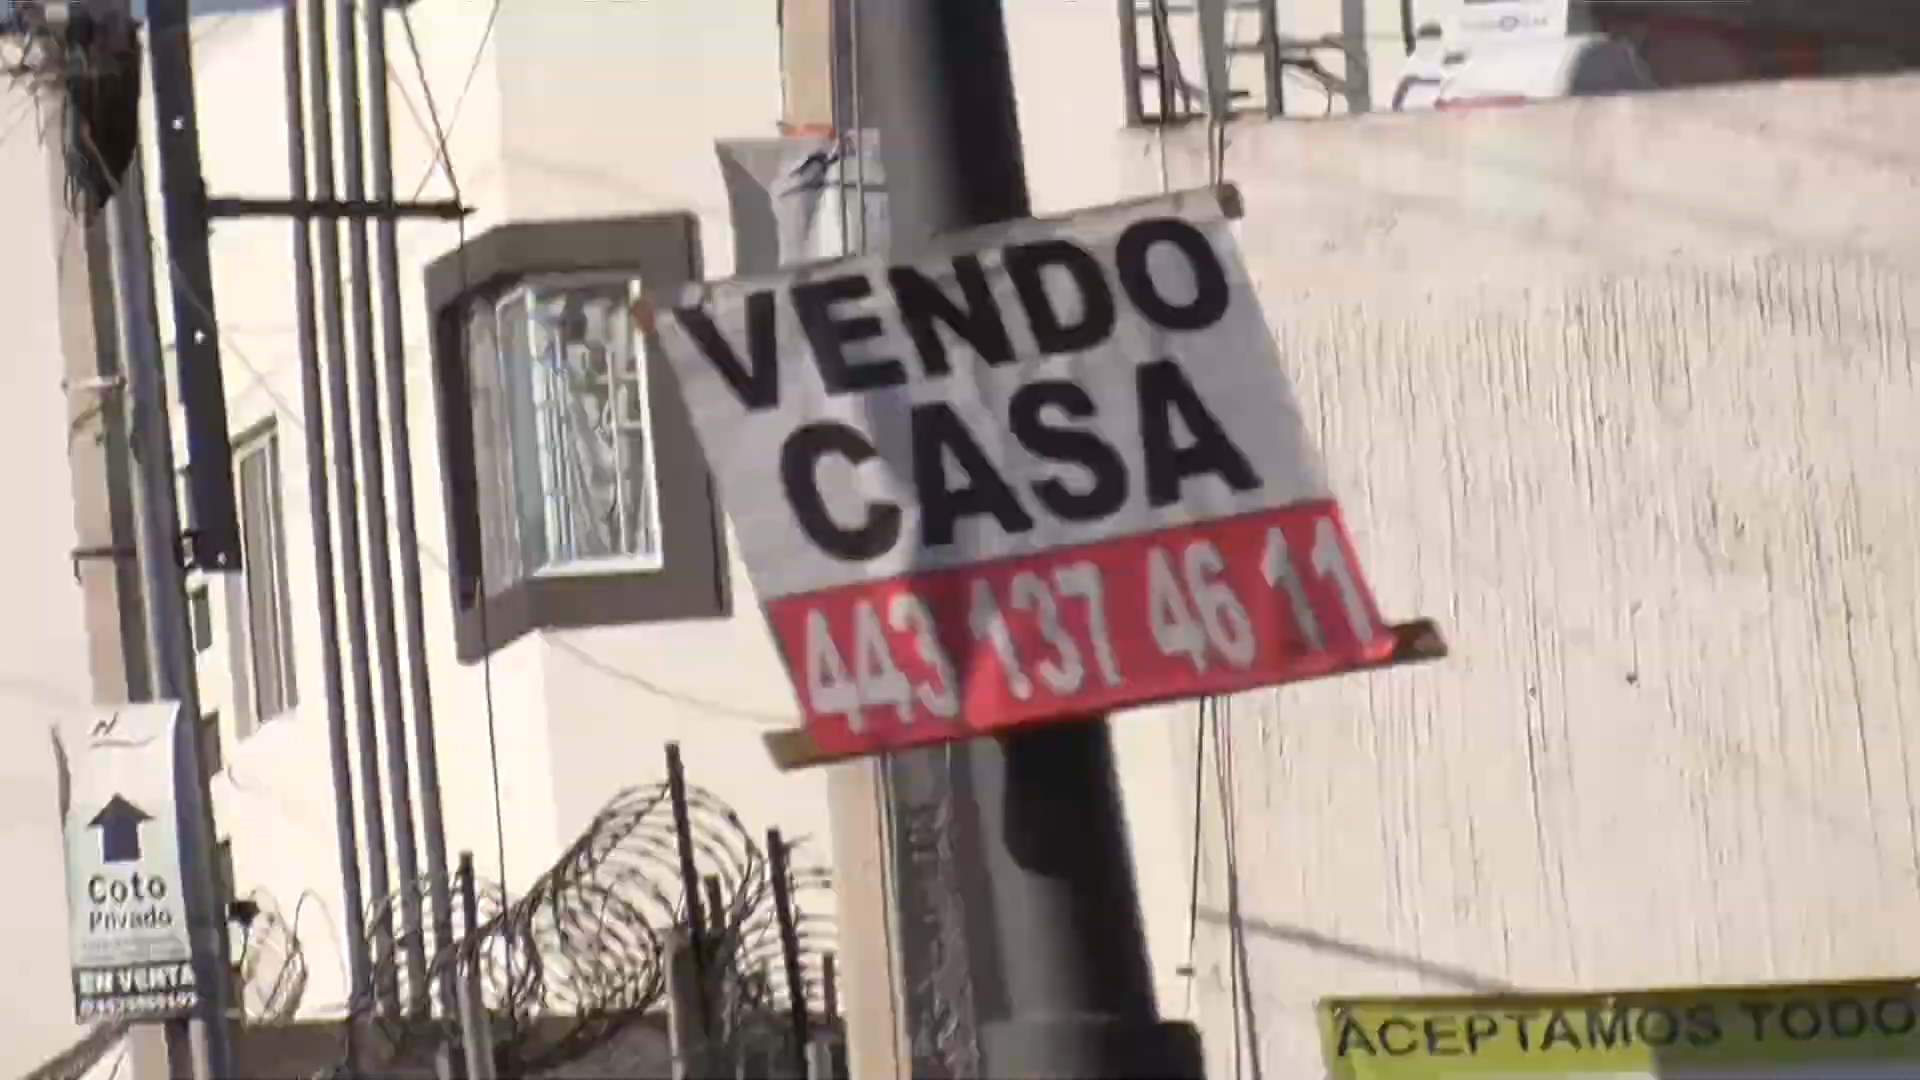 VENDO
CASA
443 137 46 11
Coto
Privado
EN VENTA
ACEPTAMOS TODO